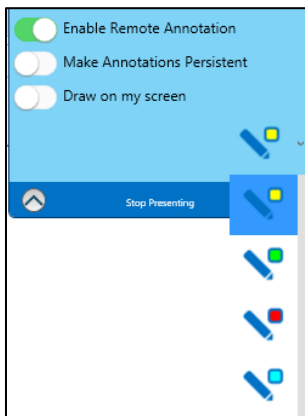 Enable Remote Annotation
Make Annotations Persistent
Draw on my screen
Stop Presenting